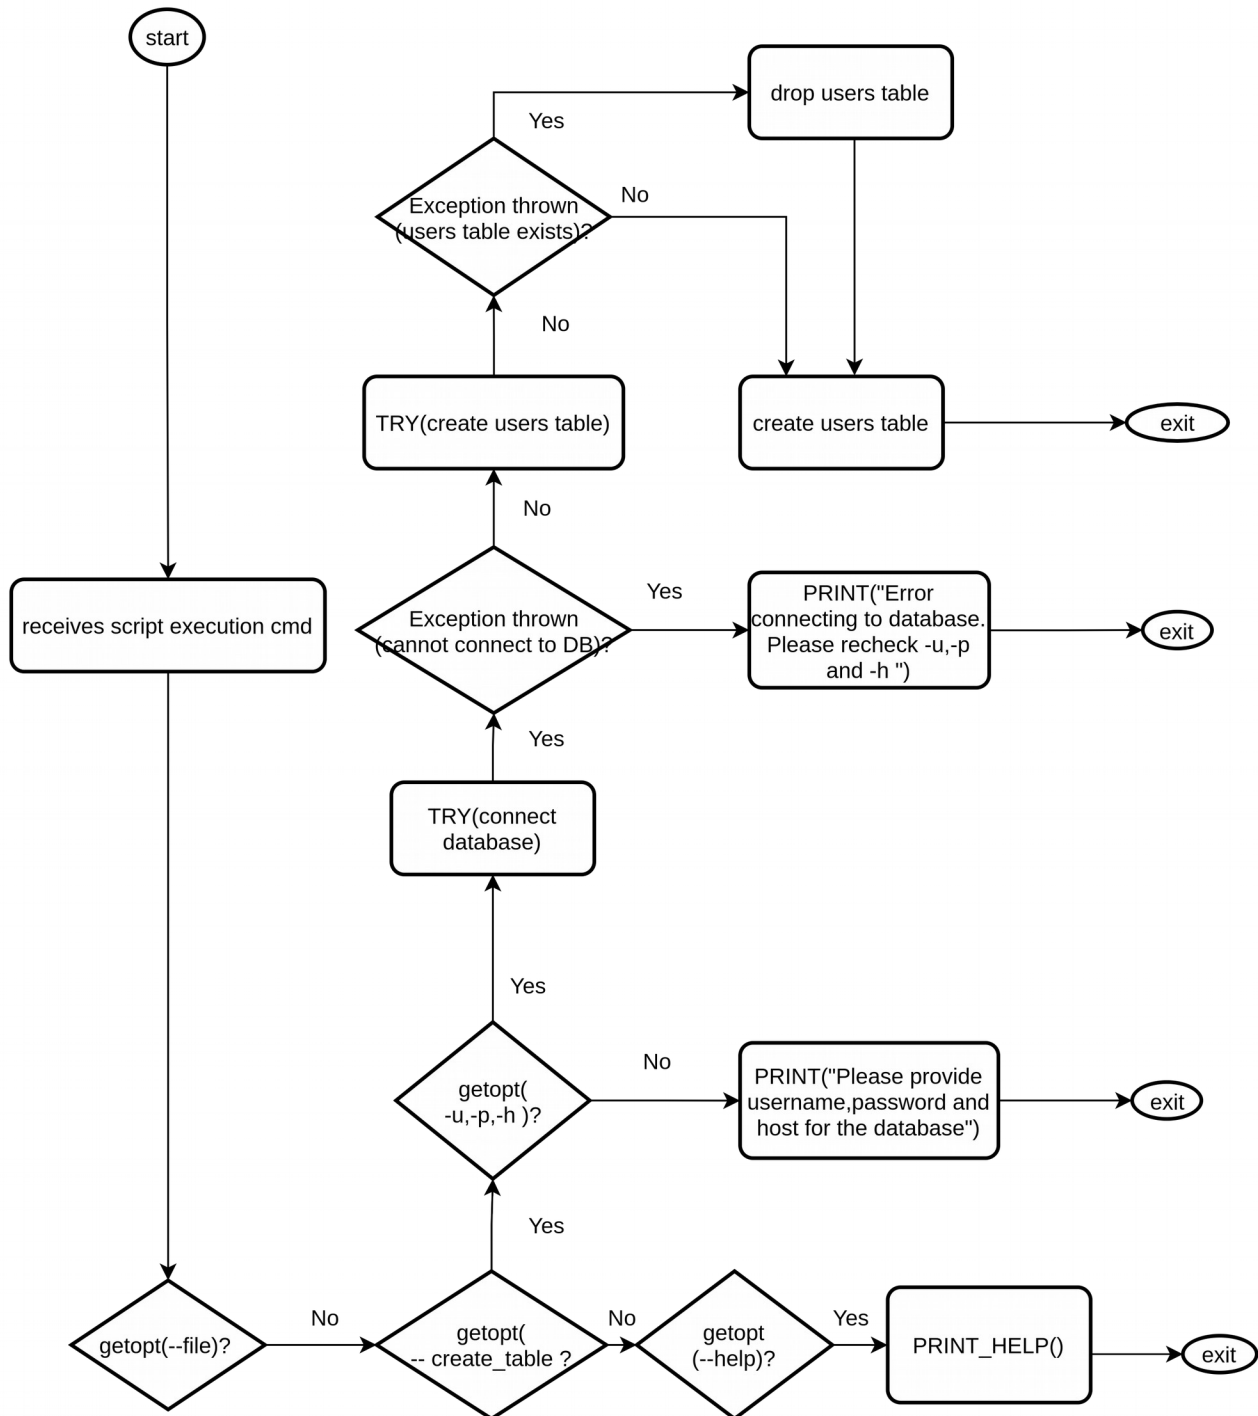 start
drop users table
Yes
No
Exception thrown
(users table exists)?
No
TRY(create users table)
create users table
exit
No
Yes
receives script execution cmd
Exception thrown
(cannot connect to DB)?
PRINT("Error
connecting to database.
Please recheck -u,-p
and -h ")
exit
Yes
TRY(connect
database)
Yes
No
getopt(
-u,-p,-h )?
PRINT("Please provide
username,password and
host for the database")
exit
Yes
getopt(--file)?
No
getopt(
-- create_table ?
No
getopt
(--help)?
Yes
PRINT_HELP()
exit